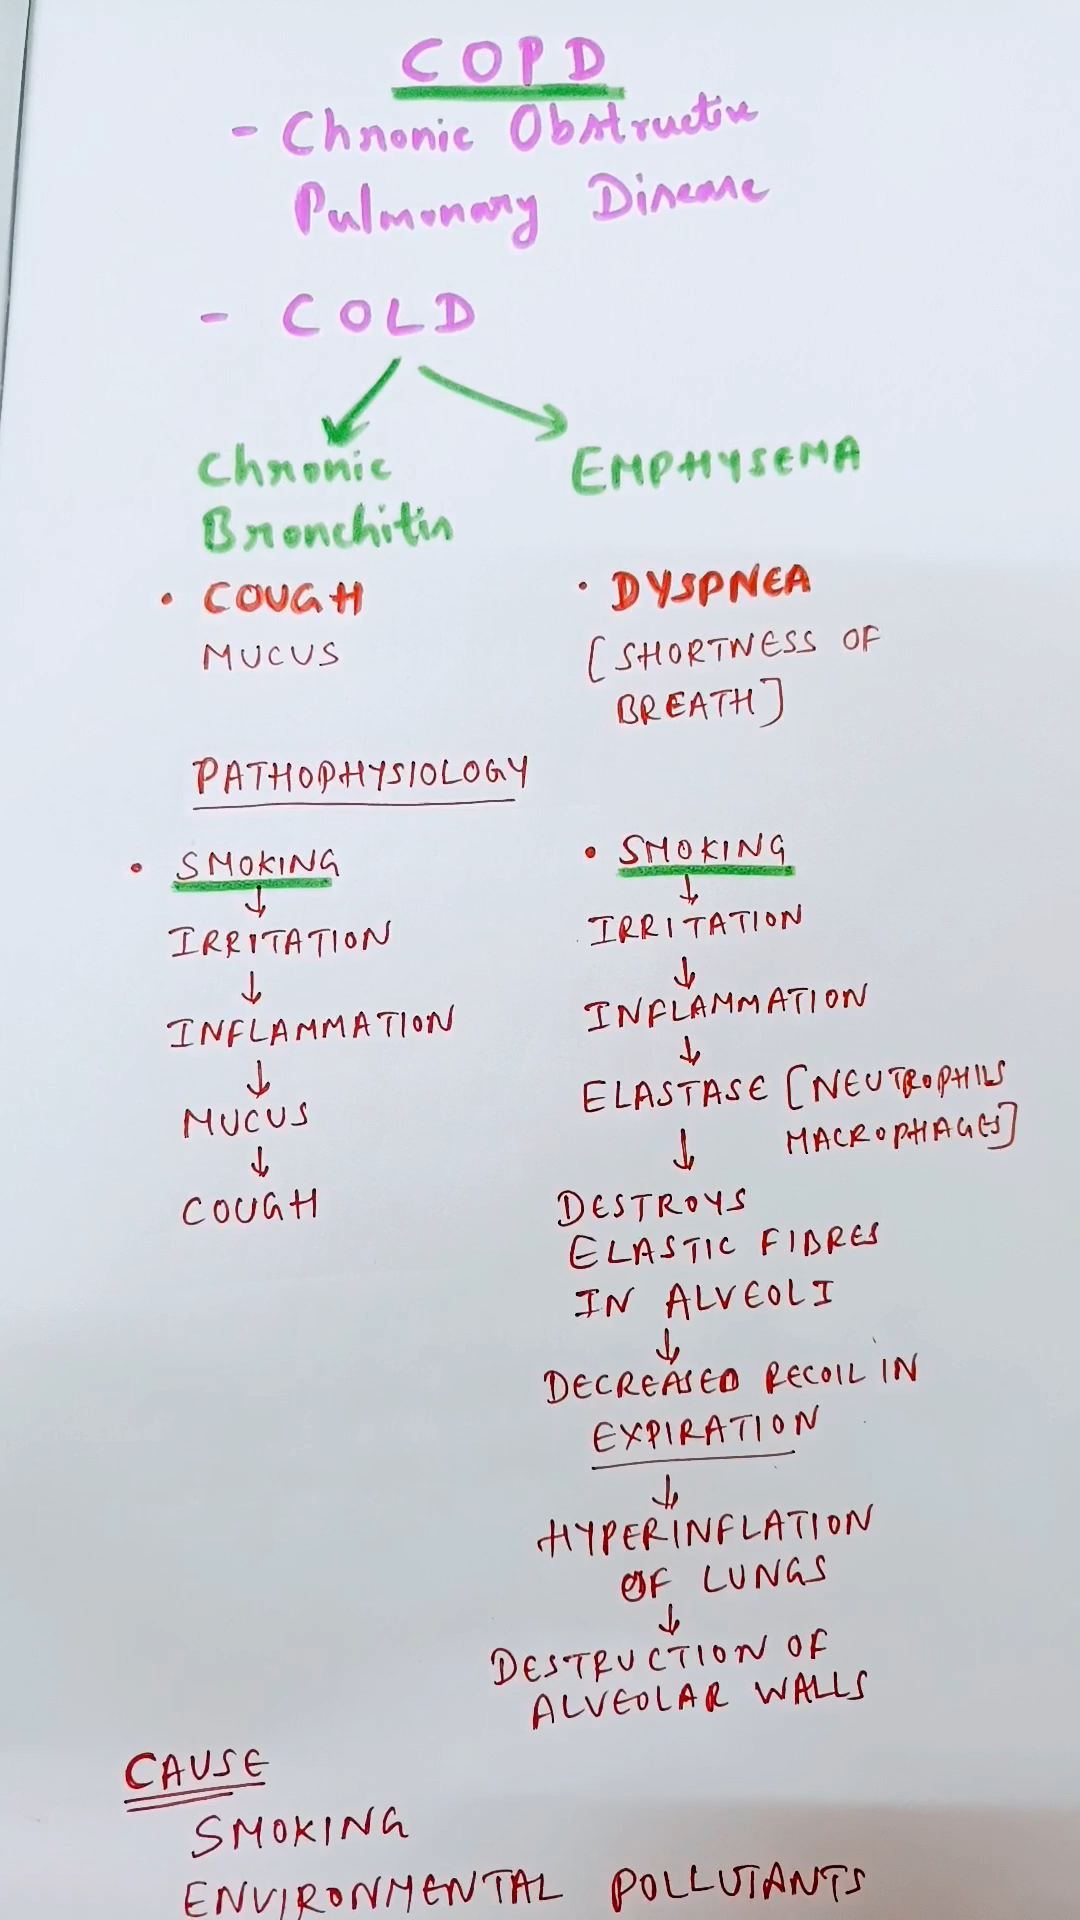 COPD
- Chronic Obstructive
Pulmonary Disease
- COLD
Chronic
Bronchitis
• COUGH
MUCUS
EMPHYSEMA
• DYSPNEA
[SHORTNESS OF
BREATH]
PATHOPHYSIOLOGY
• SMOKING
↓
IRRITATION
↓
INFLAMMATION
↓
MUCUS
↓
COUGH
• SMOKING
↓
IRRITATION
↓
INFLAMMATION
↓
ELASTASE [NEUTROPHILS
MACROPHAGES]
↓
DESTROYS
ELASTIC FIBRES
IN ALVEOLI
↓
DECREASED RECOIL IN
EXPIRATION
↓
HYPERINFLATION
OF LUNGS
↓
DESTRUCTION OF
ALVEOLAR WALLS
CAUSE
SMOKING
ENVIRONMENTAL POLLUTANTS